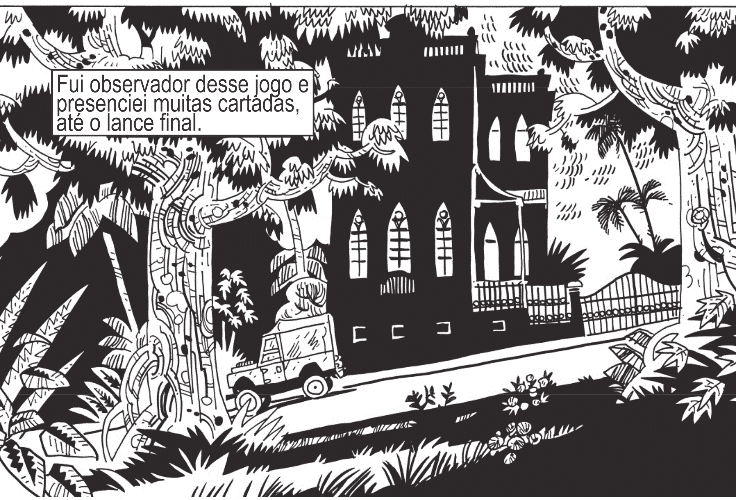 Fui observador desse jogo e
presenciei muitas cartadas,
até o lance final.